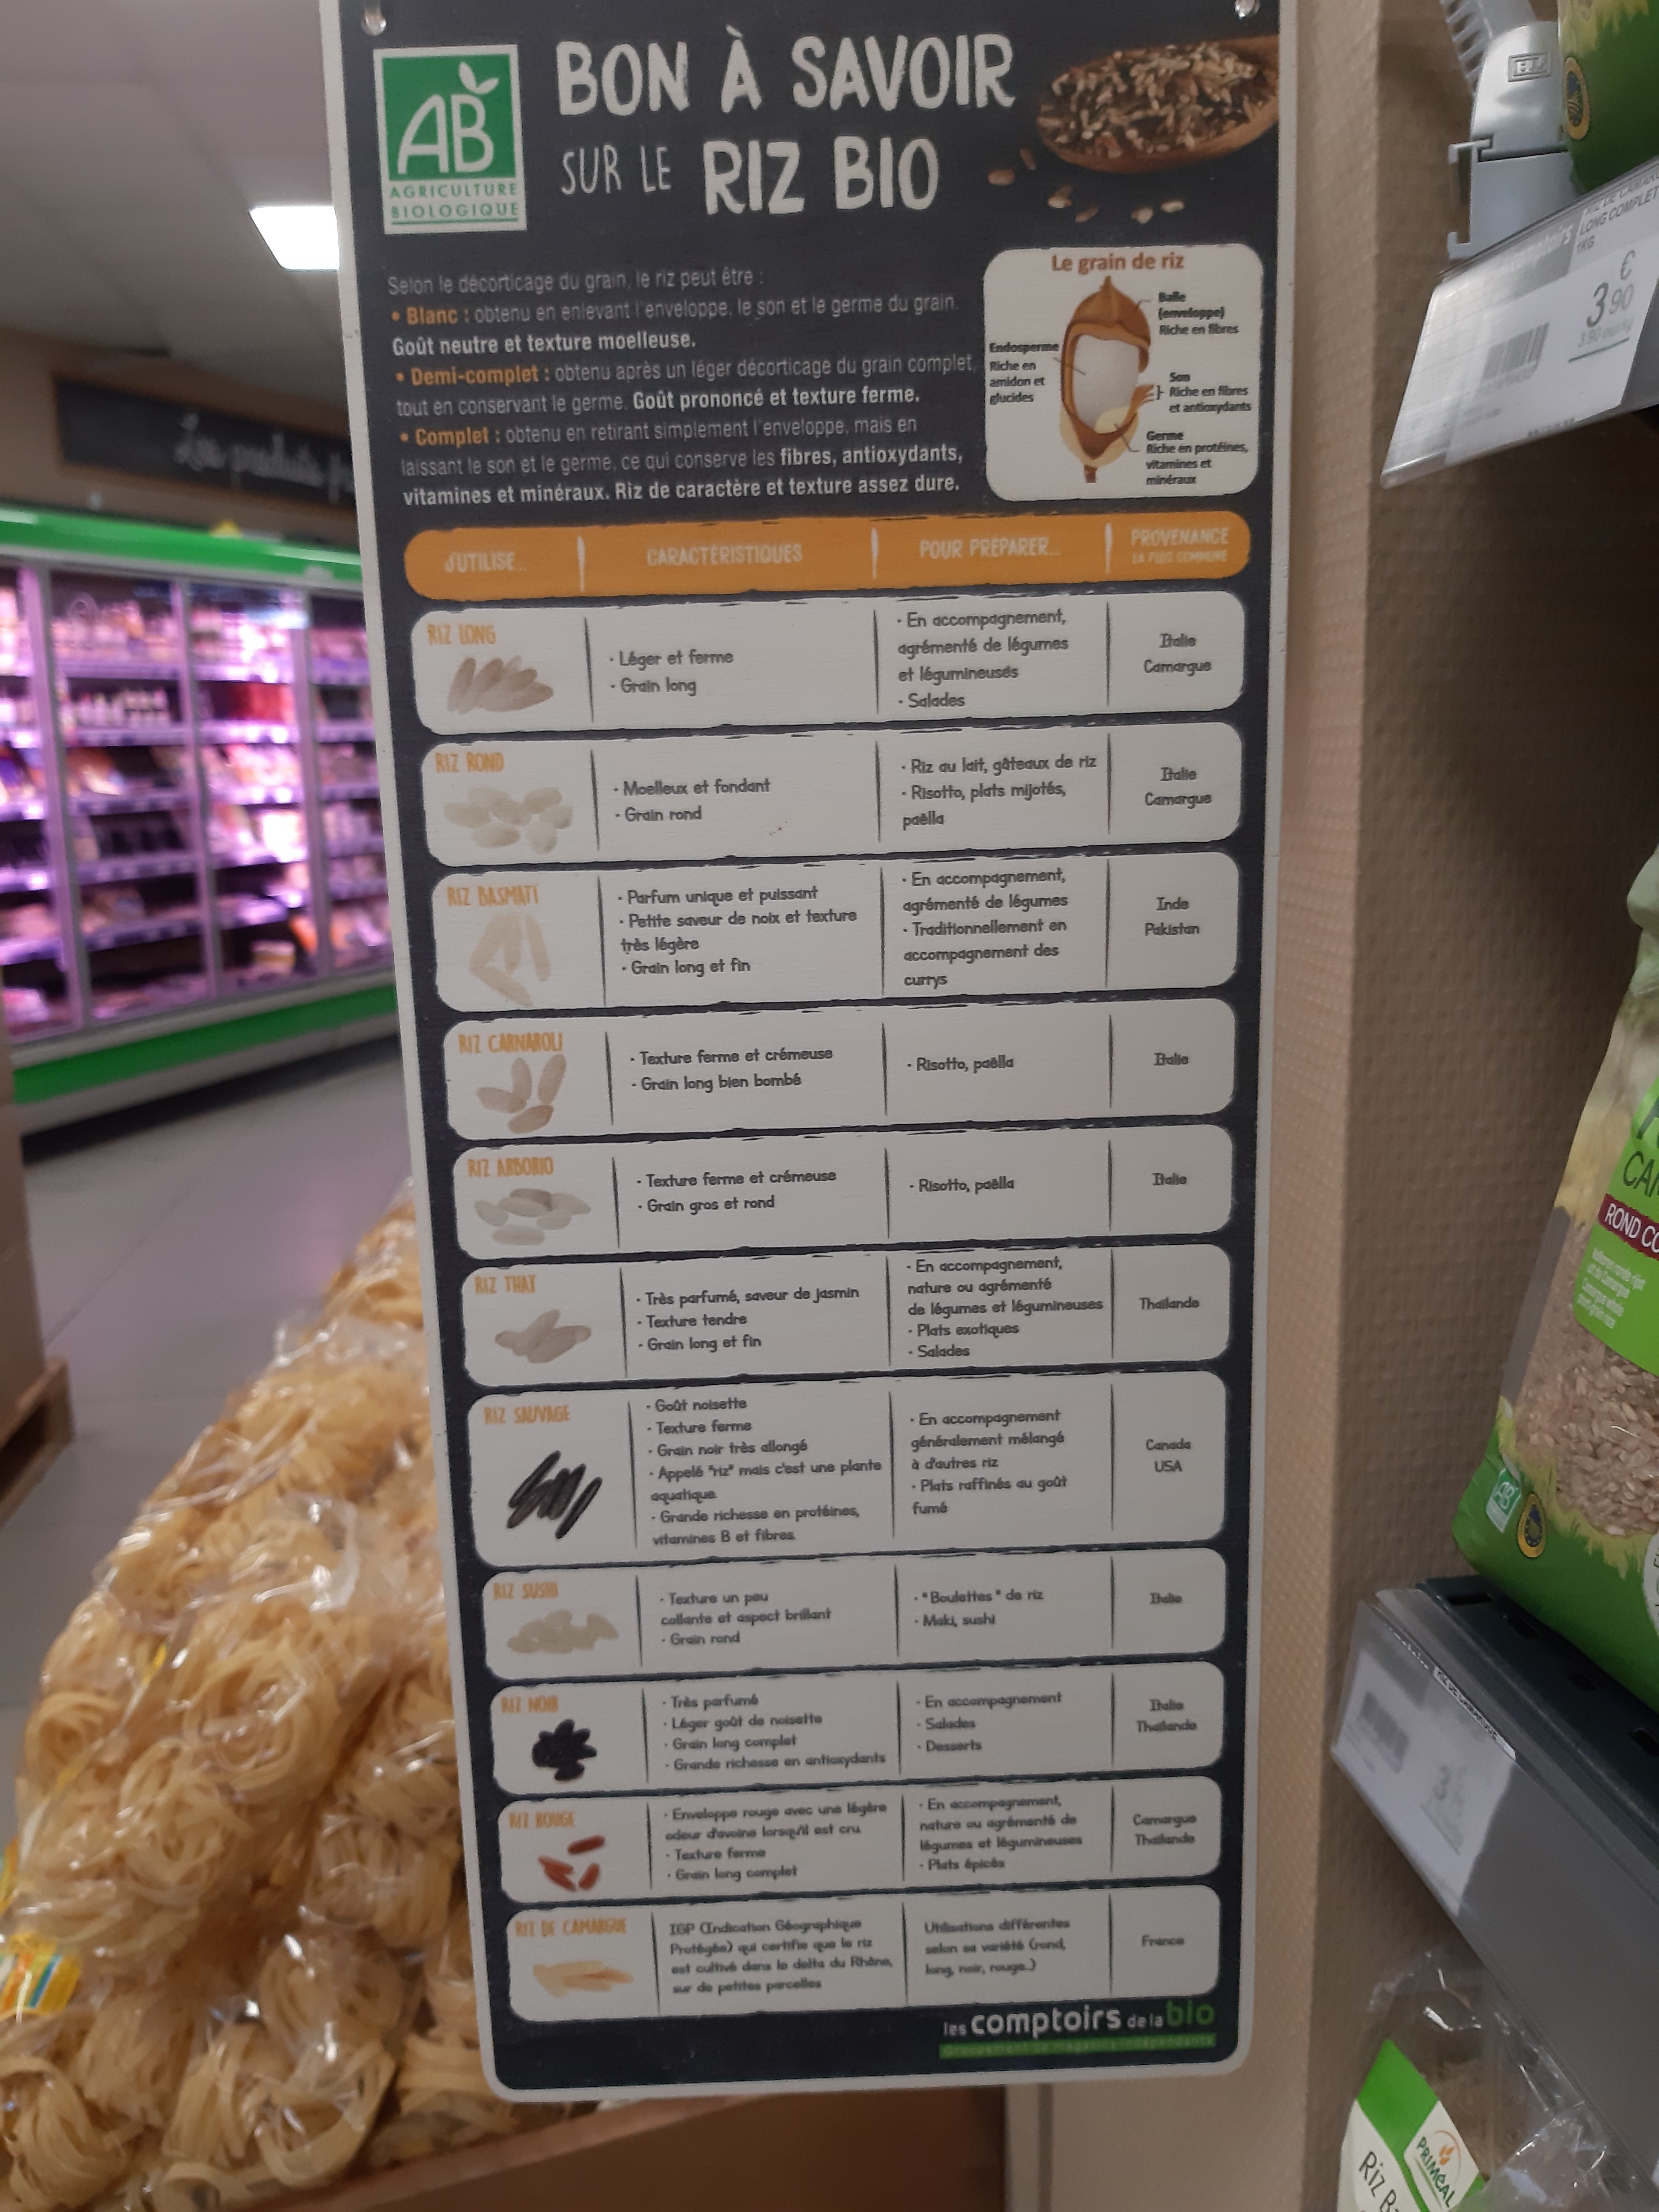 AB
AGRICULTURE
BIOLOGIQUE
BON À SAVOIR
SUR LE RIZ BIO
Selon le décorticage du grain, le riz peut être :
• Blanc : obtenu en enlevant l'enveloppe, le son et le germe du grain.
Goût neutre et texture moelleuse.
• Demi-complet : obtenu après un léger décorticage du grain complet,
tout en conservant le germe. Goût prononcé et texture ferme.
• Complet : obtenu en retirant simplement l'enveloppe, mais en
laissant le son et le germe, ce qui conserve les fibres, antioxydants,
vitamines et minéraux. Riz de caractère et texture assez dure.
Le grain de riz
Balle
(enveloppe)
Riche en fibres
Endosperme
Riche en
amidon et
glucides
Son
Riche en fibres
et antioxydants
Germe
Riche en protéines,
vitamines et
minéraux
J'UTILISE...
CARACTÉRISTIQUES
POUR PRÉPARER...
PROVENANCE
LA PLUS COMMUNE
RIZ LONG
· Léger et ferme
· Grain long
· En accompagnement,
agrémenté de légumes
et légumineuses
· Salades
Italie
Camargue
RIZ ROND
· Moelleux et fondant
· Grain rond
· Riz au lait, gâteaux de riz
· Risotto, plats mijotés,
paëlla
Italie
Camargue
RIZ BASMATI
· Parfum unique et puissant
· Petite saveur de noix et texture
très légère
· Grain long et fin
· En accompagnement,
agrémenté de légumes
· Traditionnellement en
accompagnement des
currys
Inde
Pakistan
RIZ CARNAROLI
· Texture ferme et crémeuse
· Grain long bien bombé
· Risotto, paëlla
Italie
RIZ ARBORIO
· Texture ferme et crémeuse
· Grain gros et rond
· Risotto, paëlla
Italie
RIZ THAI
· Très parfumé, saveur de jasmin
· Texture tendre
· Grain long et fin
· En accompagnement,
nature ou agrémenté
de légumes et légumineuses
· Plats exotiques
· Salades
Thaïlande
RIZ SAUVAGE
· Goût noisette
· Texture ferme
· Grain noir très allongé
· Appelé "riz" mais c'est une plante
aquatique.
· Grande richesse en protéines,
vitamines B et fibres.
· En accompagnement
généralement mélangé
à d'autres riz
· Plats raffinés au goût
fumé
Canada
USA
RIZ SUSHI
· Texture un peu
collante et aspect brillant
· Grain rond
· "Boulettes" de riz
· Maki, sushi
Italie
RIZ NOIR
· Très parfumé
· Léger goût de noisette
· Grain long complet
· Grande richesse en antioxydants
· En accompagnement
· Salades
· Desserts
Italie
Thaïlande
RIZ ROUGE
· Enveloppe rouge avec une légère
odeur d'avoine lorsqu'il est cru
· Texture ferme
· Grain long complet
· En accompagnement,
nature ou agrémenté de
légumes et légumineuses
· Plats épicés
Camargue
Thaïlande
RIZ DE CAMARGUE
IGP (Indication Géographique
Protégée) qui certifie que le riz
est cultivé dans le delta du Rhône,
sur de petites parcelles
Utilisations différentes
selon sa variété (rond,
long, noir, rouge..)
France
les comptoirs de la bio
Groupement de magasins indépendants
Les produits
LONG COMPLET
1KG
€
3,90
ROND CO
AB
PRIMÉAL
RIZ